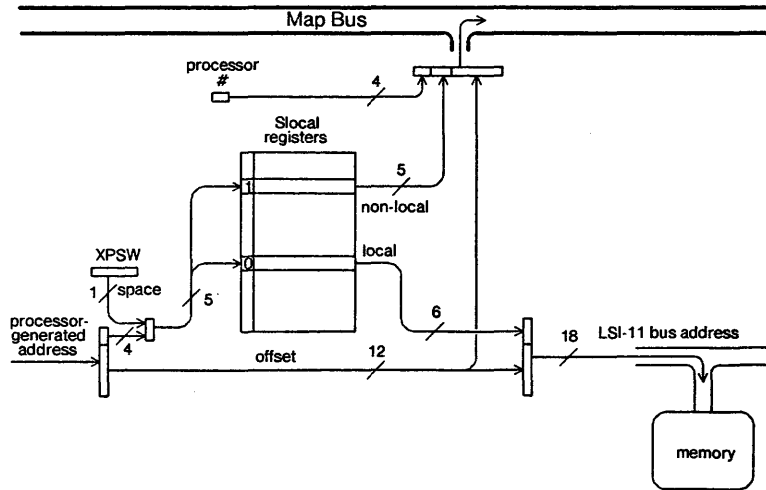 Map Bus
processor
#
4
Slocal
registers
1
5
non-local
XPSW
0
local
1
space
5
processor-
generated
address
4
6
18
LSI-11 bus address
offset
12
memory